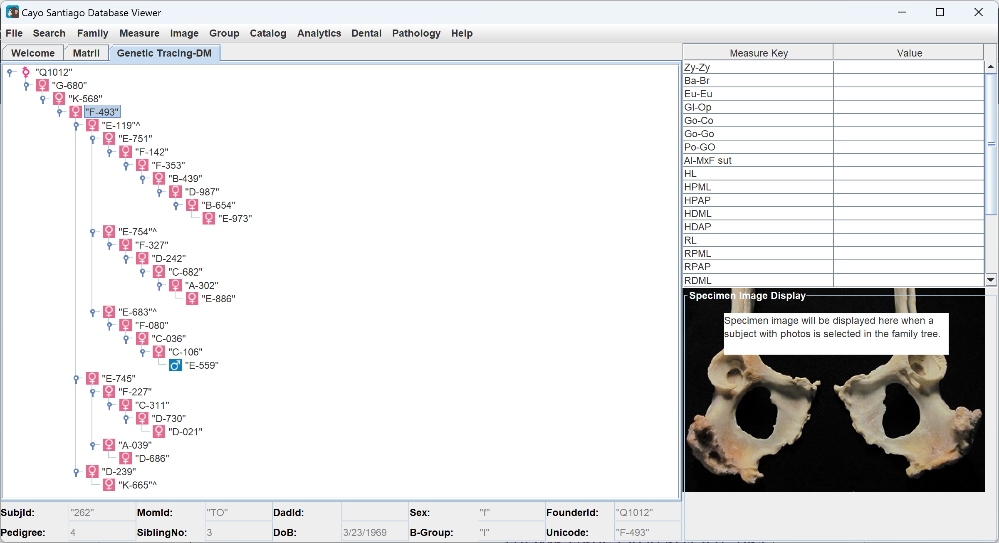 Cayo Santiago Database Viewer
File Search Family Measure Image Group Catalog Analytics Dental Pathology Help
Welcome Matril Genetic Tracing-DM
"Q1012"
"G-680"
"K-568"
"F-493"
"E-119"^
"E-751"
"F-142"
"F-353"
"B-439"
"D-987"
"B-654"
"E-973"
"E-754"^
"F-327"
"D-242"
"C-682"
"A-302"
"E-886"
"E-683"^
"F-080"
"C-036"
"C-106"
"E-559"
"E-745"
"F-227"
"C-311"
"D-730"
"D-021"
"A-039"
"D-686"
"D-239"
"K-665"^
Measure Key Value
Zy-Zy
Ba-Br
Eu-Eu
Gl-Op
Go-Co
Go-Go
Po-GO
Al-MxF sut
HL
HPML
HPAP
HDML
HDAP
RL
RPML
RPAP
RDML
Specimen Image Display
Specimen image will be displayed here when a
subject with photos is selected in the family tree.
SubjId: "262" MomId: "TO" DadId: Sex: "f" FounderId: "Q1012"
Pedigree: 4 SiblingNo: 3 DoB: 3/23/1969 B-Group: "I" Unicode: "F-493"